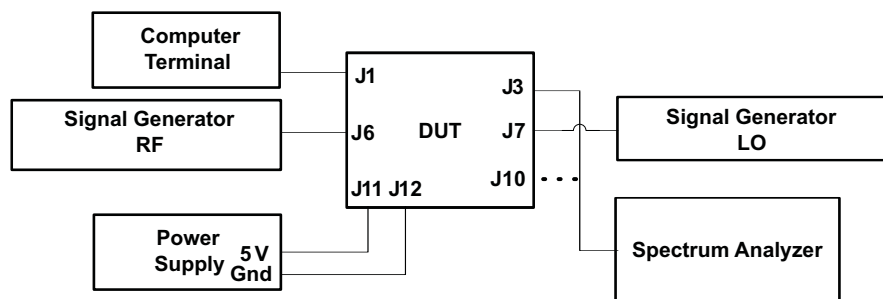 Computer
Terminal
J1
J3
Signal Generator
RF
J6
DUT
J7
Signal Generator
LO
J10
J11
J12
Power
Supply
5V
Gnd
Spectrum Analyzer